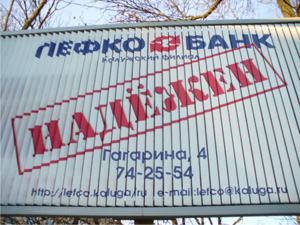 ЛЕФКО БАНК
КАЛУЖСКИЙ ФИЛИАЛ
НАДЁЖЕН
Гагарина, 4
74-25-54
http://lefco.kaluga.ru e-mail:lefco@kaluga.ru